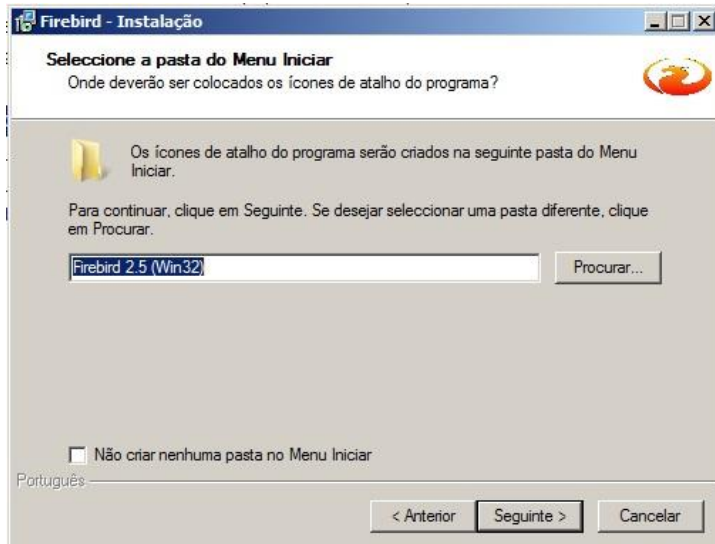 Firebird - Instalação
Seleccione a pasta do Menu Iniciar
Onde deverão ser colocados os ícones de atalho do programa?
Os ícones de atalho do programa serão criados na seguinte pasta do Menu
Iniciar.
Para continuar, clique em Seguinte. Se desejar seleccionar uma pasta diferente, clique
em Procurar.
Firebird 2.5 (Win32)
Procurar...
Não criar nenhuma pasta no Menu Iniciar
Português
< Anterior
Seguinte >
Cancelar